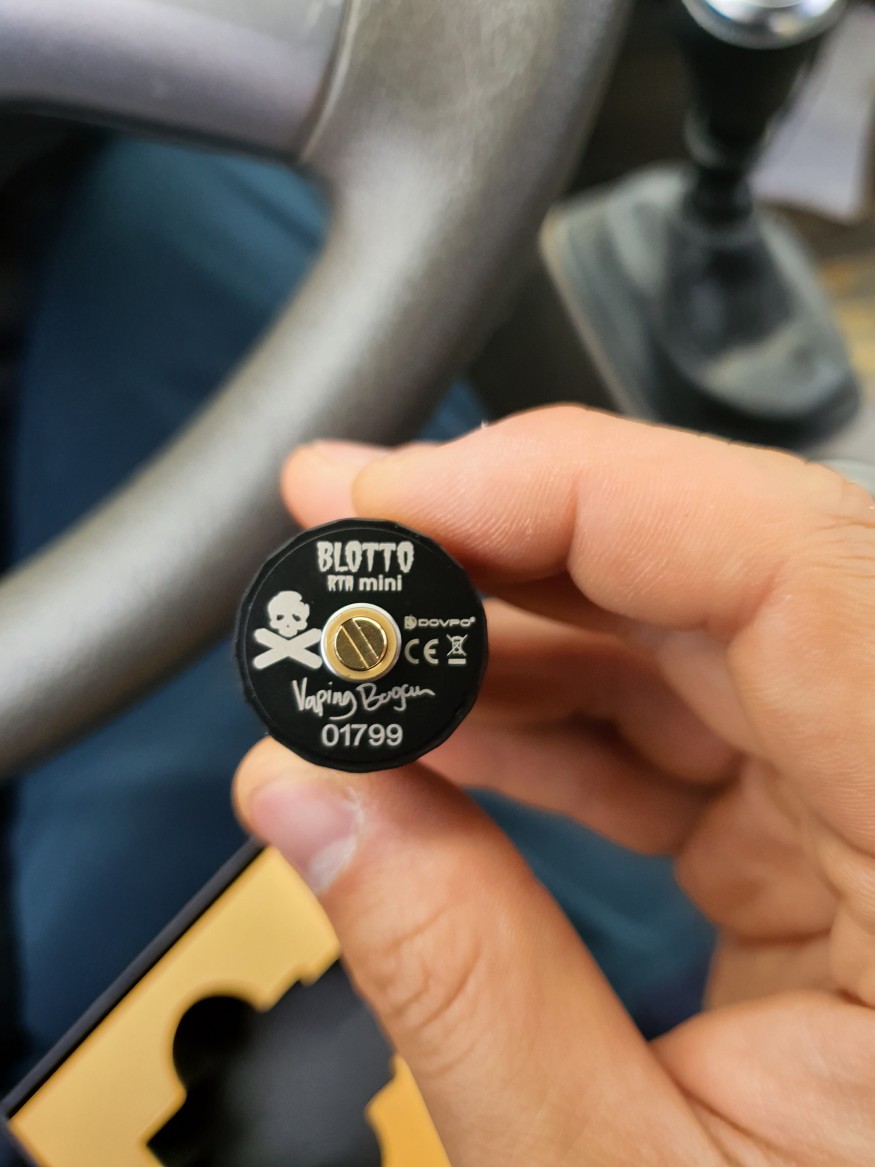 BLOTTO
RTA mini
DOVPO®
CE
Vaping Bogan
01799